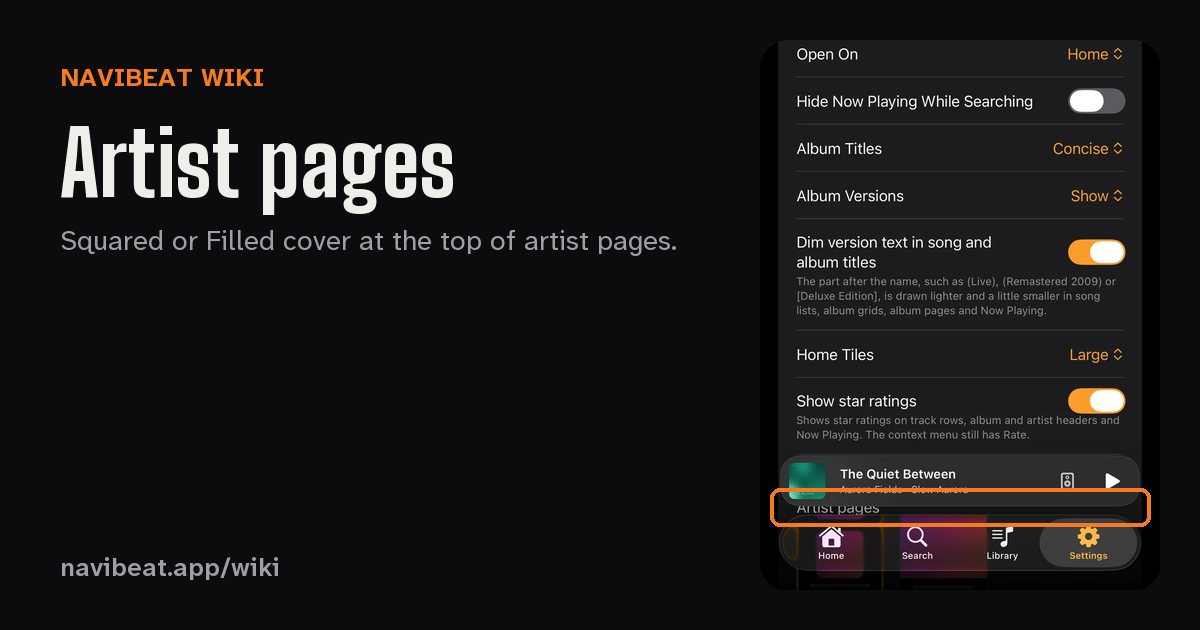 NAVIBEAT WIKI
Artist pages
Squared or Filled cover at the top of artist pages.
navibeat.app/wiki
Open On Home
Hide Now Playing While Searching
Album Titles Concise
Album Versions Show
Dim version text in song and
album titles
The part after the name, such as (Live), (Remastered 2009) or
[Deluxe Edition], is drawn lighter and a little smaller in song
lists, album grids, album pages and Now Playing.
Home Tiles Large
Show star ratings
Shows star ratings on track rows, album and artist headers and
Now Playing. The context menu still has Rate.
The Quiet Between
Artist pages
Home Search Library Settings